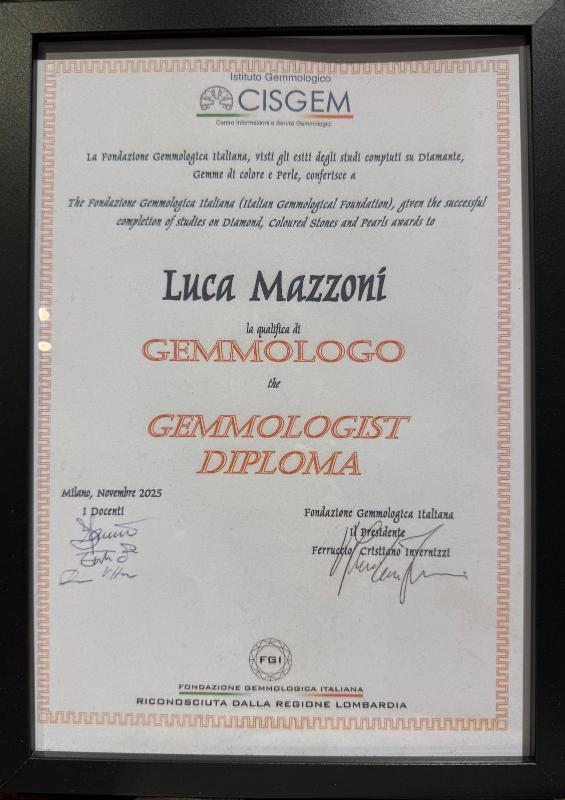 Istituto Gemmologico
CISGEM
Centro Informazioni e Servizi Gemmologici
La Fondazione Gemmologica Italiana, visti gli esiti degli studi compiuti su Diamante,
Gemme di colore e Perle, conferisce a
The Fondazione Gemmologica Italiana (Italian Gemmological Foundation), given the successful
completion of studies on Diamond, Coloured Stones and Pearls awards to
Luca Mazzoni
la qualifica di
GEMMOLOGO
the
GEMMOLOGIST
DIPLOMA
Milano, Novembre 2025
I Docenti
Fondazione Gemmologica Italiana
Il Presidente
Ferruccio Cristiano Invernizzi
FGI
FONDAZIONE GEMMOLOGICA ITALIANA
RICONOSCIUTA DALLA REGIONE LOMBARDIA